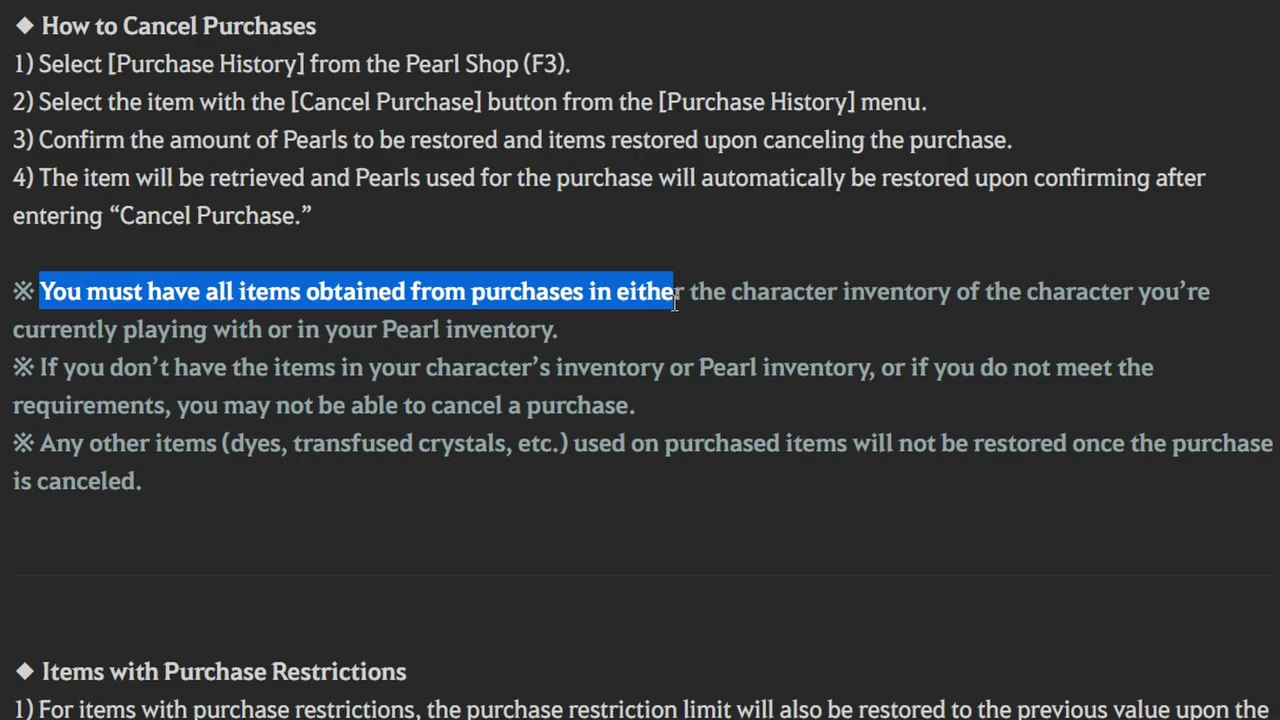 ◆ How to Cancel Purchases
1) Select [Purchase History] from the Pearl Shop (F3).
2) Select the item with the [Cancel Purchase] button from the [Purchase History] menu.
3) Confirm the amount of Pearls to be restored and items restored upon canceling the purchase.
4) The item will be retrieved and Pearls used for the purchase will automatically be restored upon confirming after
entering “Cancel Purchase.”
※ You must have all items obtained from purchases in either the character inventory of the character you’re
currently playing with or in your Pearl inventory.
※ If you don’t have the items in your character’s inventory or Pearl inventory, or if you do not meet the
requirements, you may not be able to cancel a purchase.
※ Any other items (dyes, transfused crystals, etc.) used on purchased items will not be restored once the purchase
is canceled.
◆ Items with Purchase Restrictions
1) For items with purchase restrictions, the purchase restriction limit will also be restored to the previous value upon the